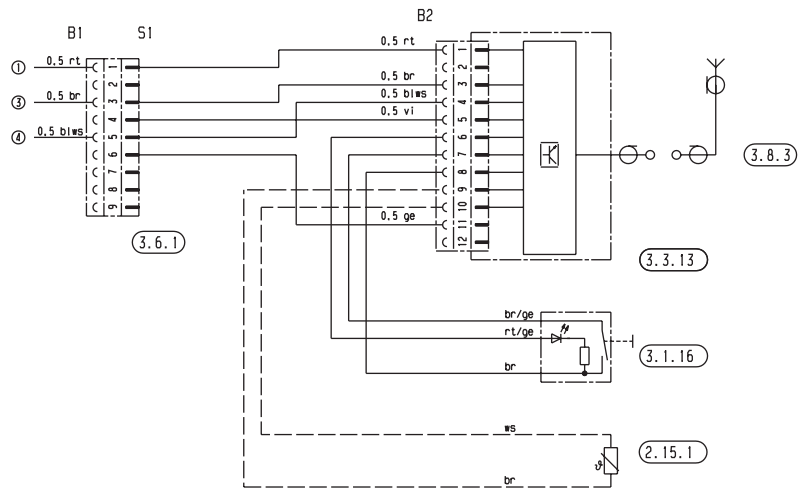 B2
B1 S1
0.5 rt
0.5 rt
0.5 br
0.5 blws
0.5 vi
0.5 br
0.5 blws
0.5 ge
1
3
4
1
2
3
4
5
6
7
8
9
1
2
3
4
5
6
7
8
9
10
11
12
3.8.3
3.6.1
3.3.13
br/ge
rt/ge
br
3.1.16
ws
2.15.1
ϑ
br